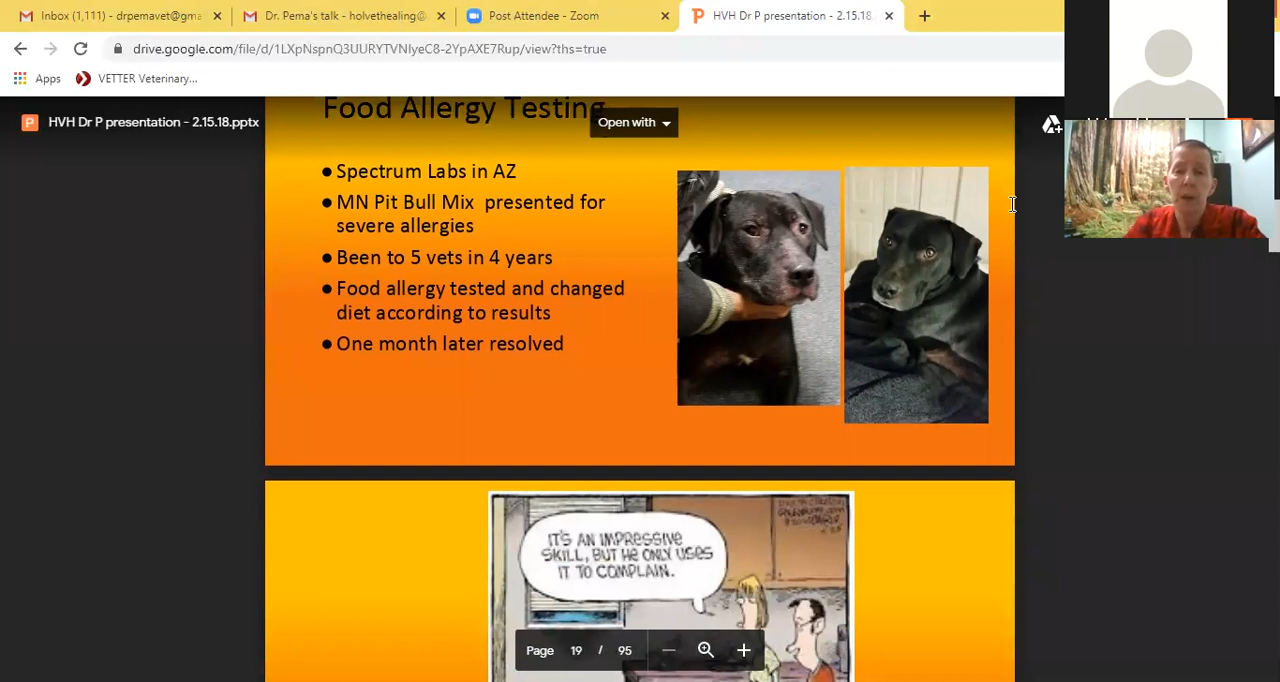 Inbox (1,111) - drpemavet@gma
Dr. Pema's talk - holvethealing@
Post Attendee - Zoom
HVH Dr P presentation - 2.15.18.
drive.google.com/file/d/1LXpNspnQ3UURYTVNlyeC8-2YpAXE7Rup/view?ths=true
Apps
VETTER Veterinary...
HVH Dr P presentation - 2.15.18.pptx
Open with
Food Allergy Testing
● Spectrum Labs in AZ
● MN Pit Bull Mix presented for
severe allergies
● Been to 5 vets in 4 years
● Food allergy tested and changed
diet according to results
● One month later resolved
IT'S AN IMPRESSIVE
SKILL, BUT HE ONLY USES
IT TO COMPLAIN.
Page 19 / 95